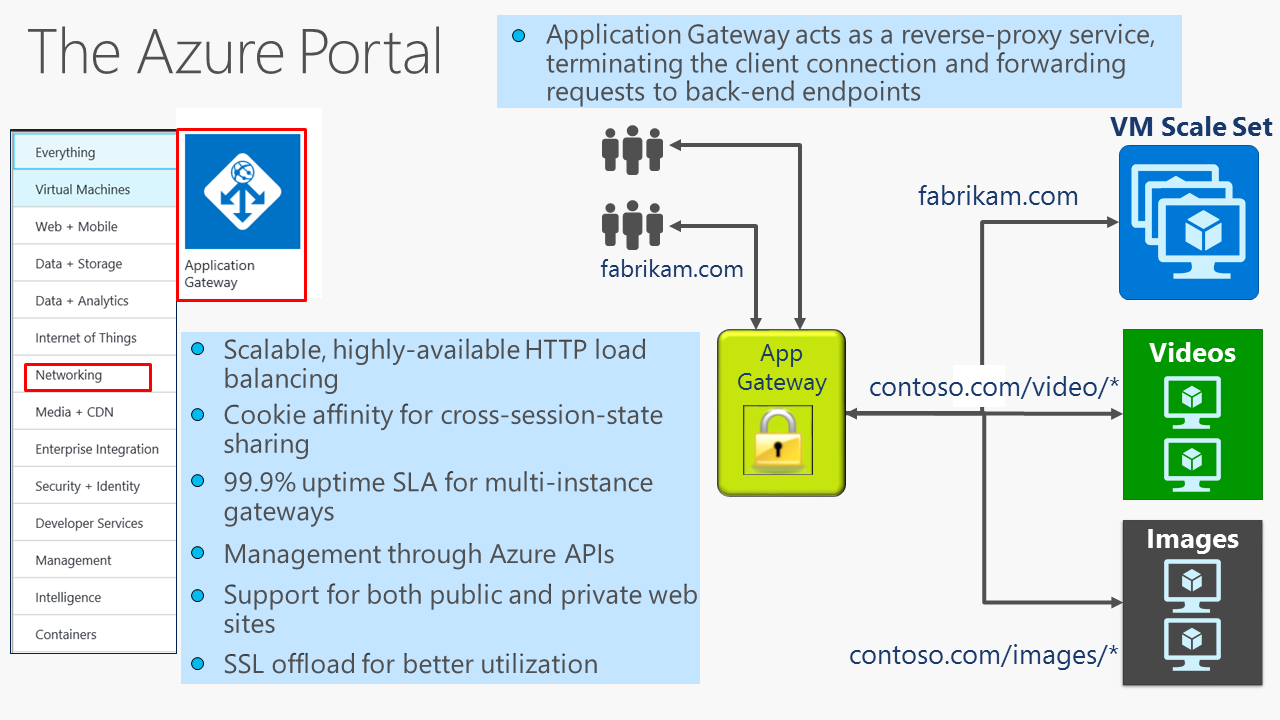 The Azure Portal
Application Gateway acts as a reverse-proxy service,
terminating the client connection and forwarding
requests to back-end endpoints
Everything
Virtual Machines
Web + Mobile
Data + Storage
Data + Analytics
Internet of Things
Networking
Media + CDN
Enterprise Integration
Security + Identity
Developer Services
Management
Intelligence
Containers
Application
Gateway
Scalable, highly-available HTTP load
balancing
Cookie affinity for cross-session-state
sharing
99.9% uptime SLA for multi-instance
gateways
Management through Azure APIs
Support for both public and private web
sites
SSL offload for better utilization
fabrikam.com
App
Gateway
fabrikam.com
VM Scale Set
contoso.com/video/*
Videos
Images
contoso.com/images/*